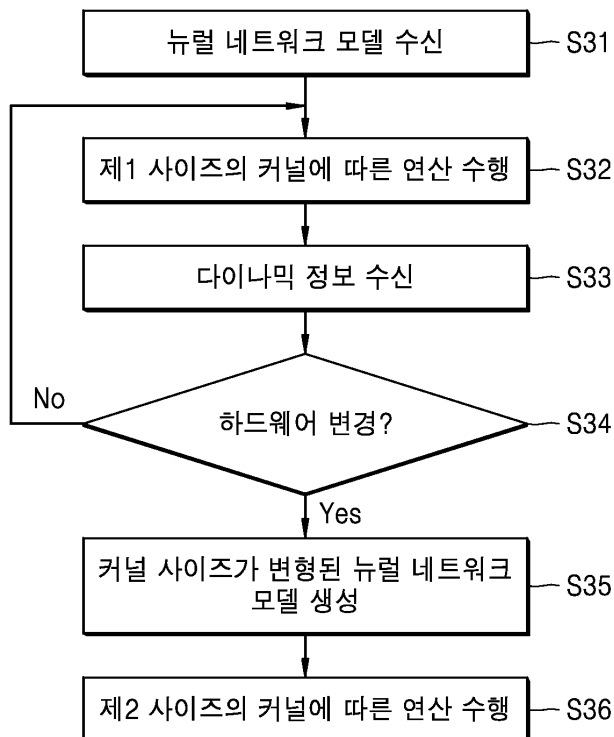 뉴럴 네트워크 모델 수신
S31
제1 사이즈의 커널에 따른 연산 수행
S32
다이나믹 정보 수신
S33
No
하드웨어 변경?
S34
Yes
커널 사이즈가 변형된 뉴럴 네트워크
모델 생성
S35
제2 사이즈의 커널에 따른 연산 수행
S36